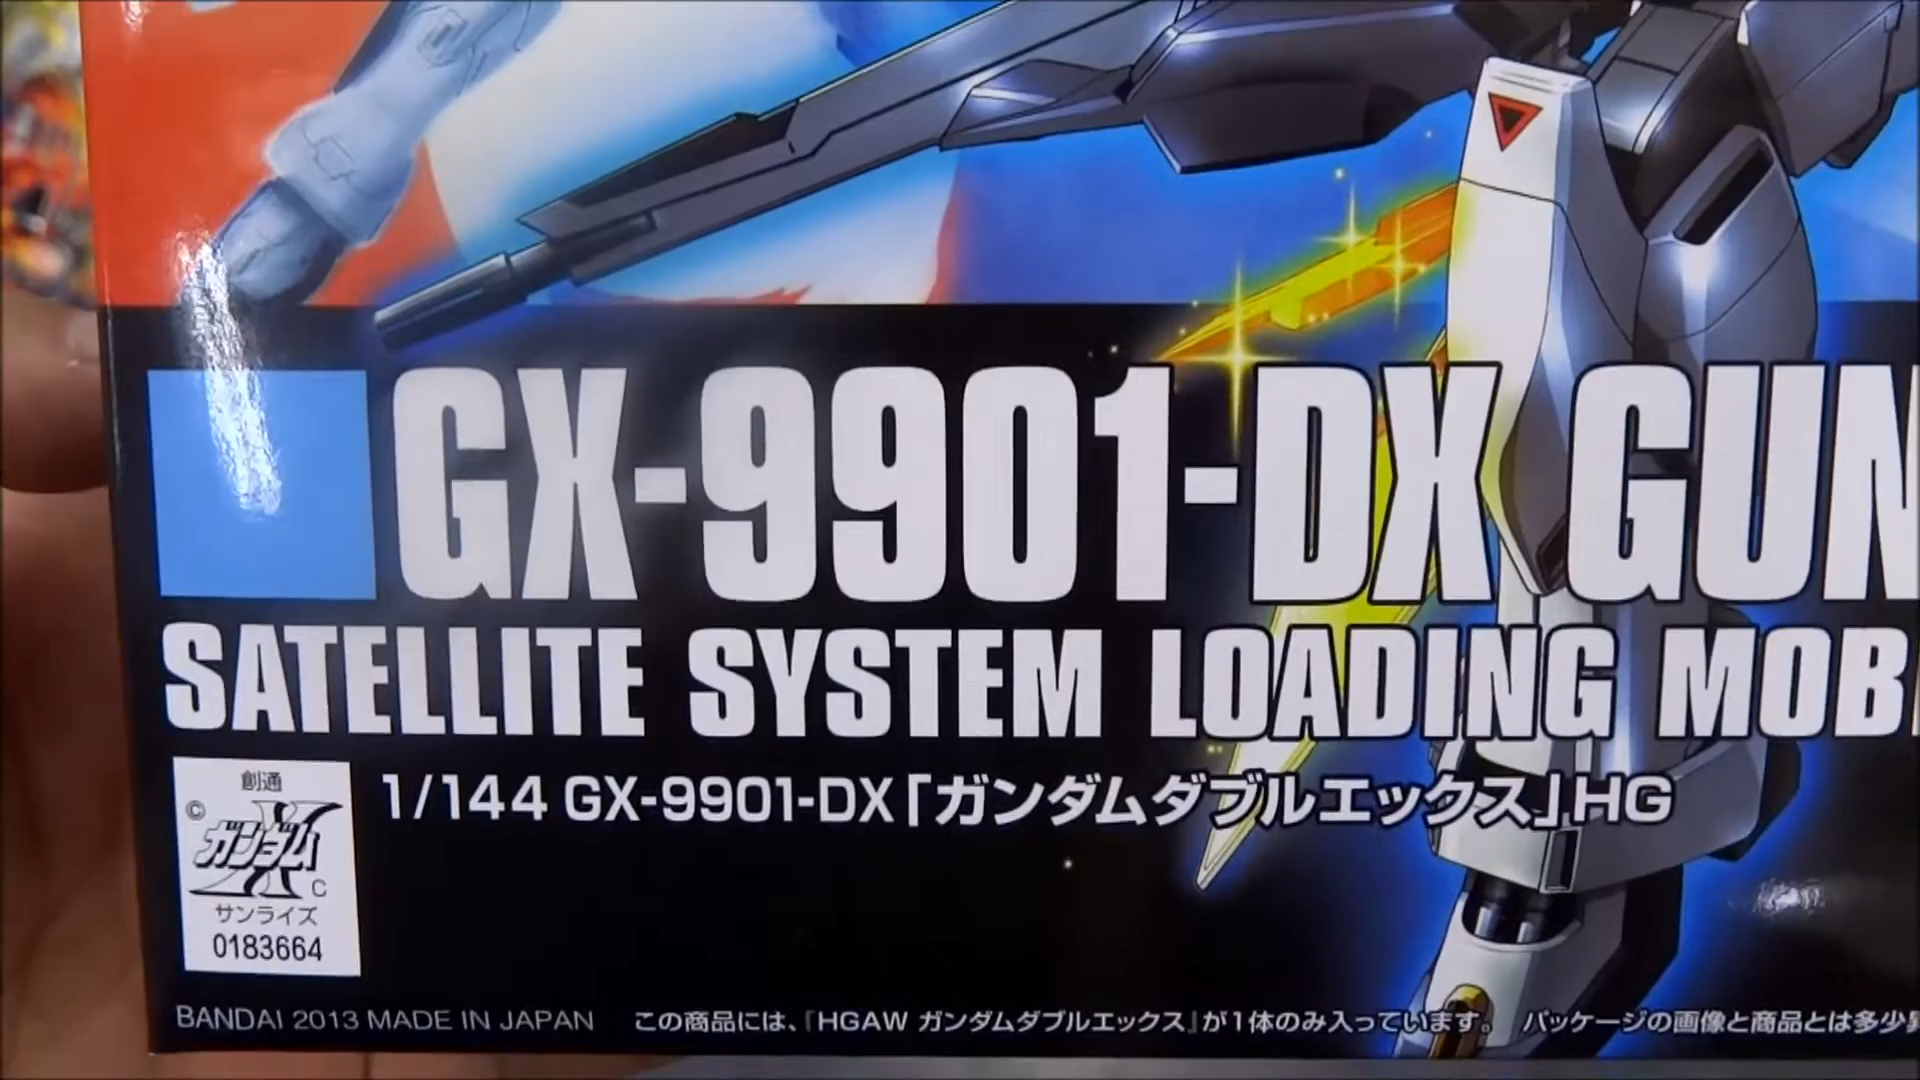 GX-9901-DX GUN
SATELLITE SYSTEM LOADING MOB
1/144 GX-9901-DX「ガンダムダブルエックス」HG
創通
© ガンダムX C
サンライズ
0183664
BANDAI 2013 MADE IN JAPAN この商品には、『HGAW ガンダムダブルエックス』が1体のみ入っています。 パッケージの画像と商品とは多少異